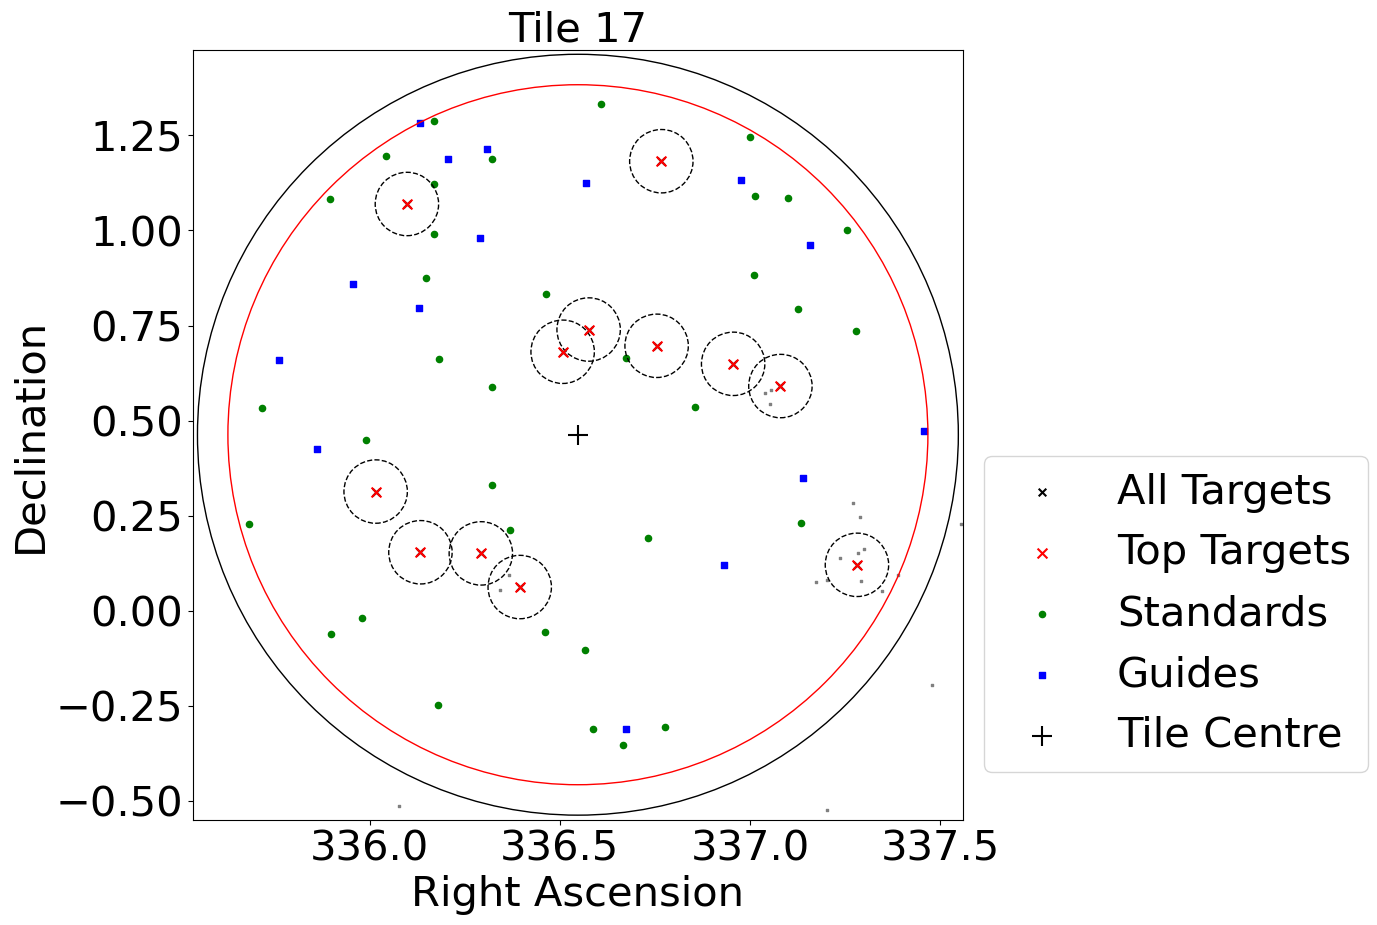 Tile 17
1.25
1.00
0.75
0.50
0.25
0.00
−0.25
−0.50
Declination
336.0 336.5 337.0 337.5
Right Ascension
All Targets
Top Targets
Standards
Guides
Tile Centre